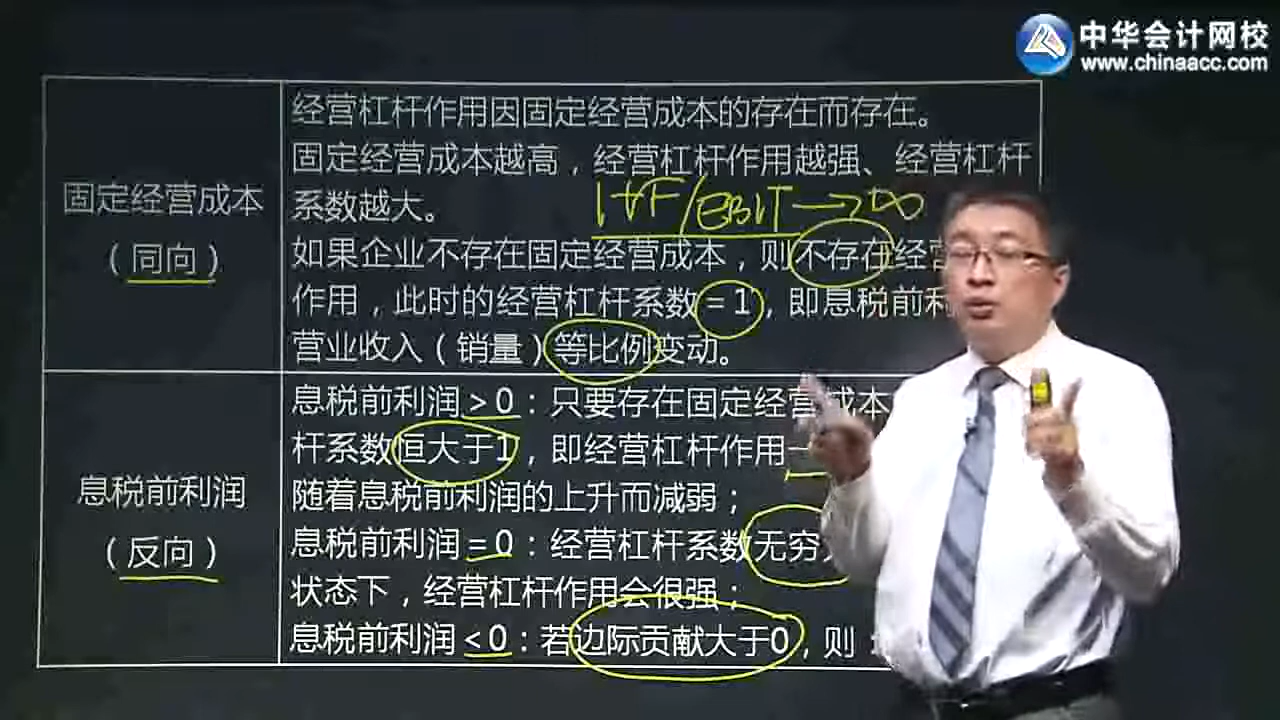 中华会计网校
www.chinaacc.com
固定经营成本
（同向）
经营杠杆作用因固定经营成本的存在而存在。
固定经营成本越高，经营杠杆作用越强、经营杠杆
系数越大。
1+F/EBIT→∞
如果企业不存在固定经营成本，则不存在经营
作用，此时的经营杠杆系数=1，即息税前利
营业收入（销量）等比例变动。
息税前利润
（反向）
息税前利润>0：只要存在固定经营成本
杆系数恒大于1，即经营杠杆作用一
随着息税前利润的上升而减弱；
息税前利润=0：经营杠杆系数无穷
状态下，经营杠杆作用会很强；
息税前利润<0：若边际贡献大于0，则